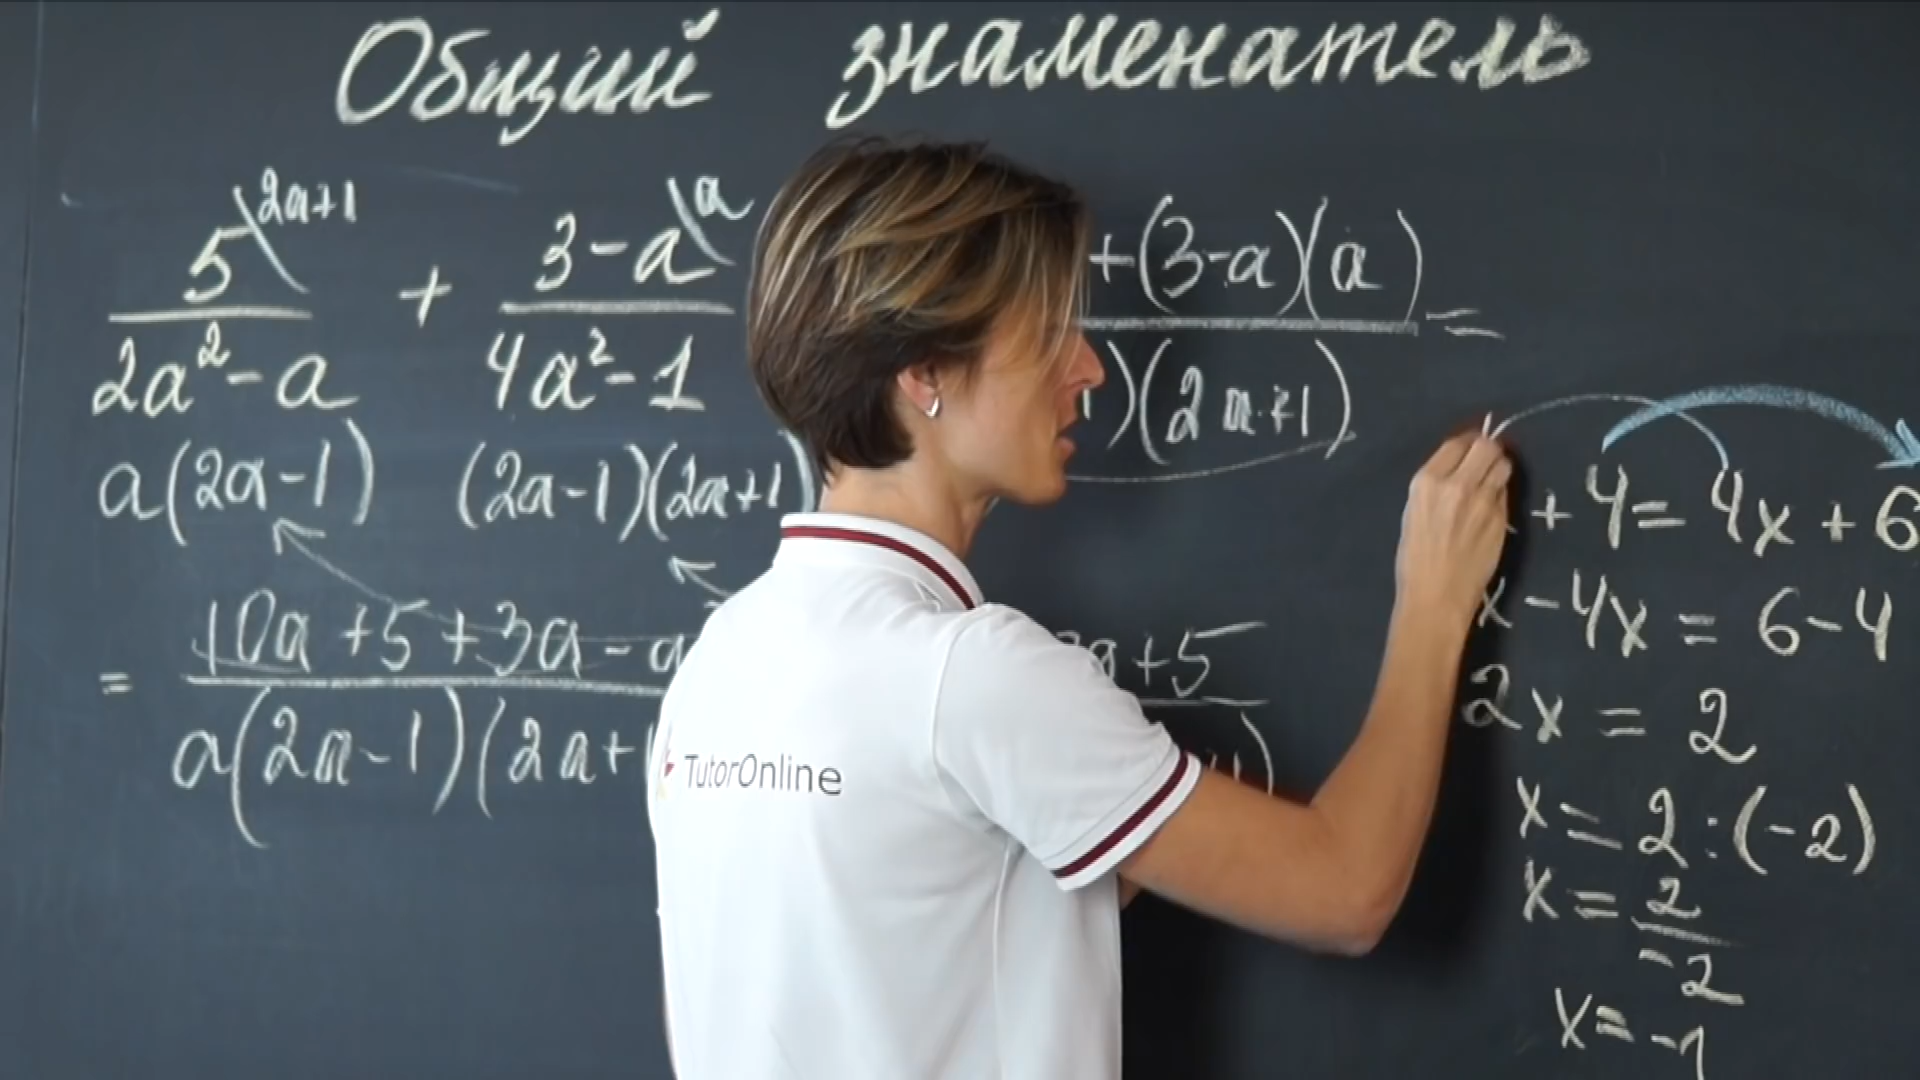 Общий знаменатель
5 2a+1 + 3-a a + (3-a)(a) =
2a²-a 4a²-1 )(2a+1)
a(2a-1) (2a-1)(2a+1)
= 10a+5+3a-a +5
a(2a-1)(2a+1
TutorOnline
+4=4x+6
x-4x=6-4
2x=2
x=2:(-2)
x=2
-2
x=-1